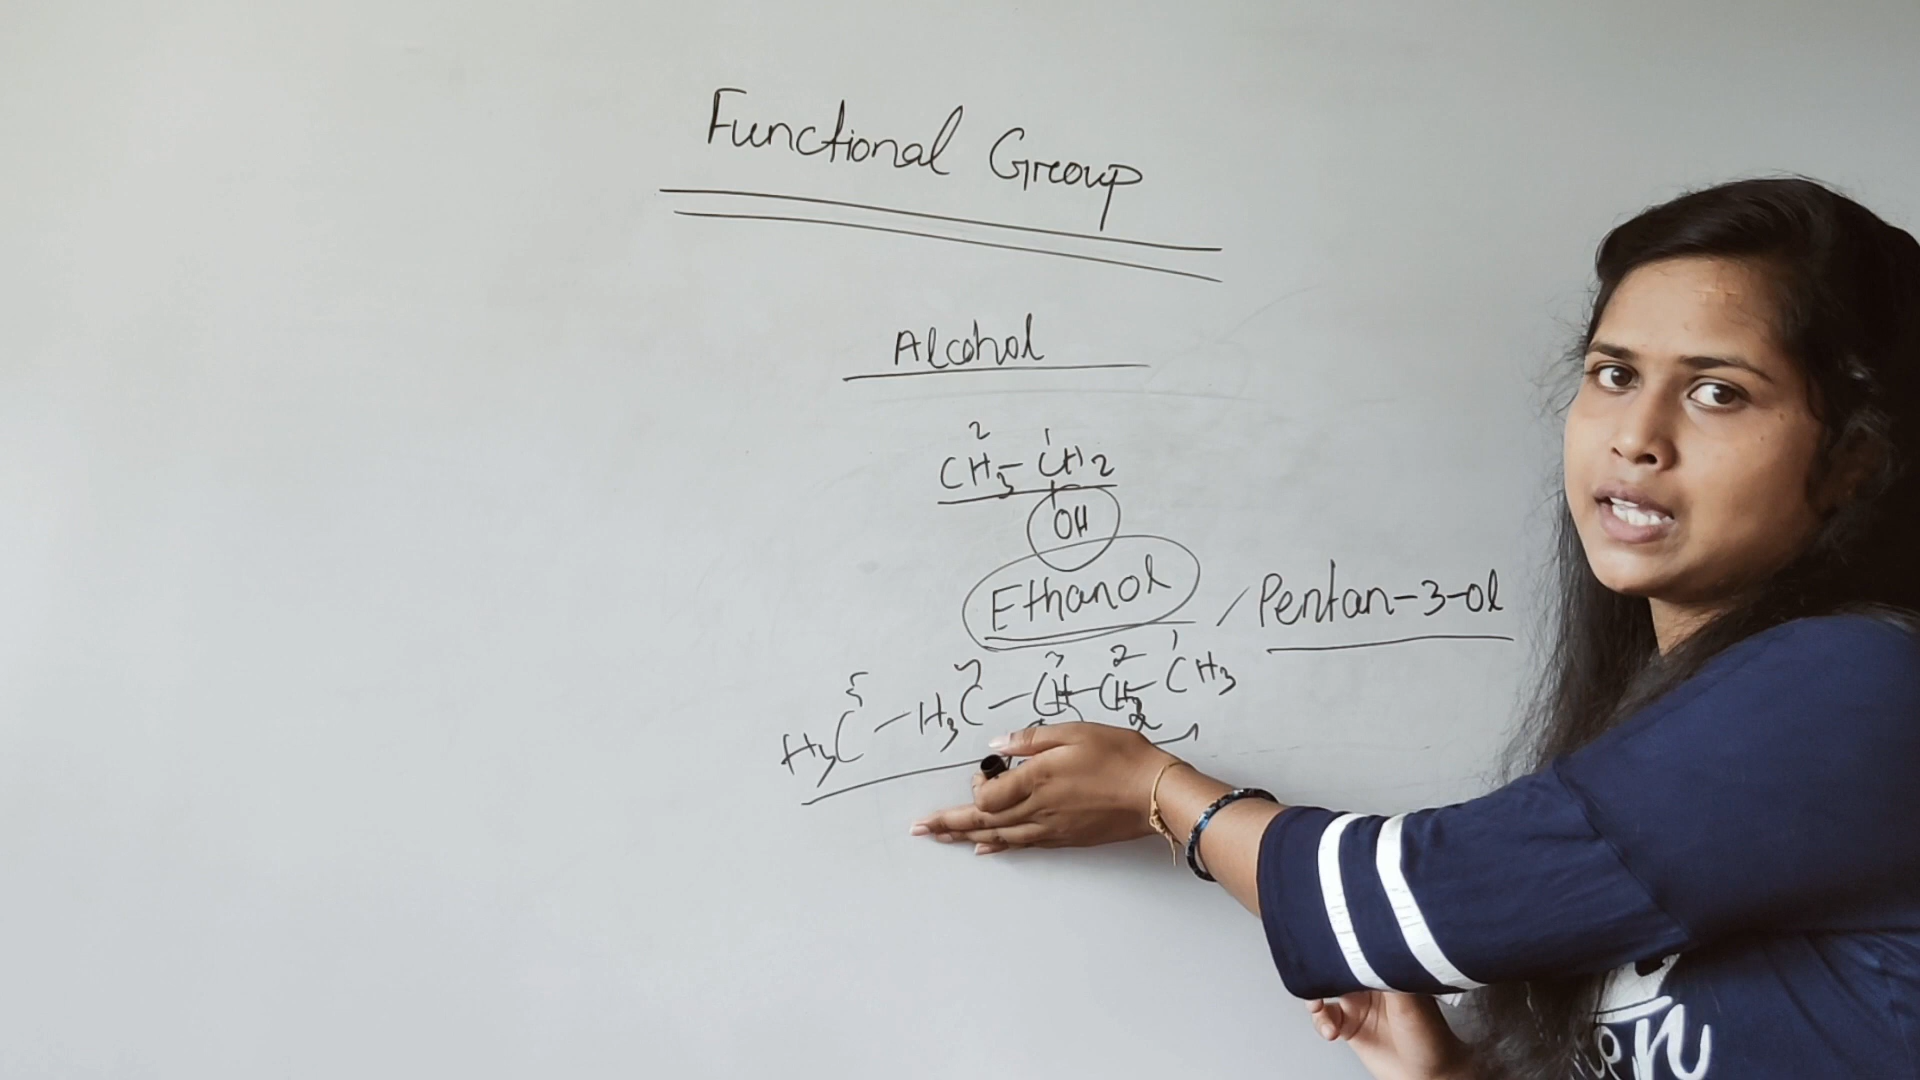 Functional Group
Alcohol
2 1
CH3-CH2
OH
Ethanol / Pentan-3-ol
5 4 3 2 1
H3C-H3C-CH-CH2-CH3